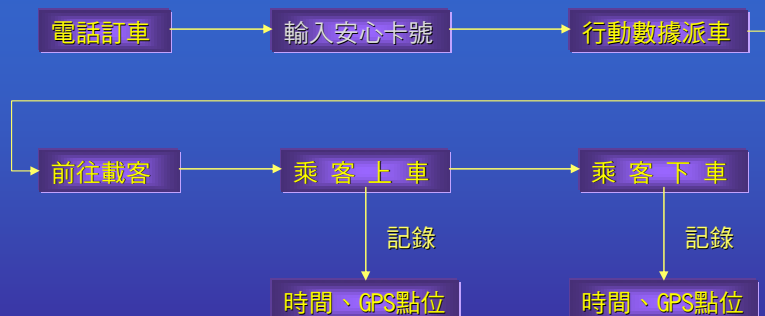 電話訂車
輸入安心卡號
行動數據派車
前往載客
乘 客 上 車
乘 客 下 車
記錄
記錄
時間、GPS點位
時間、GPS點位